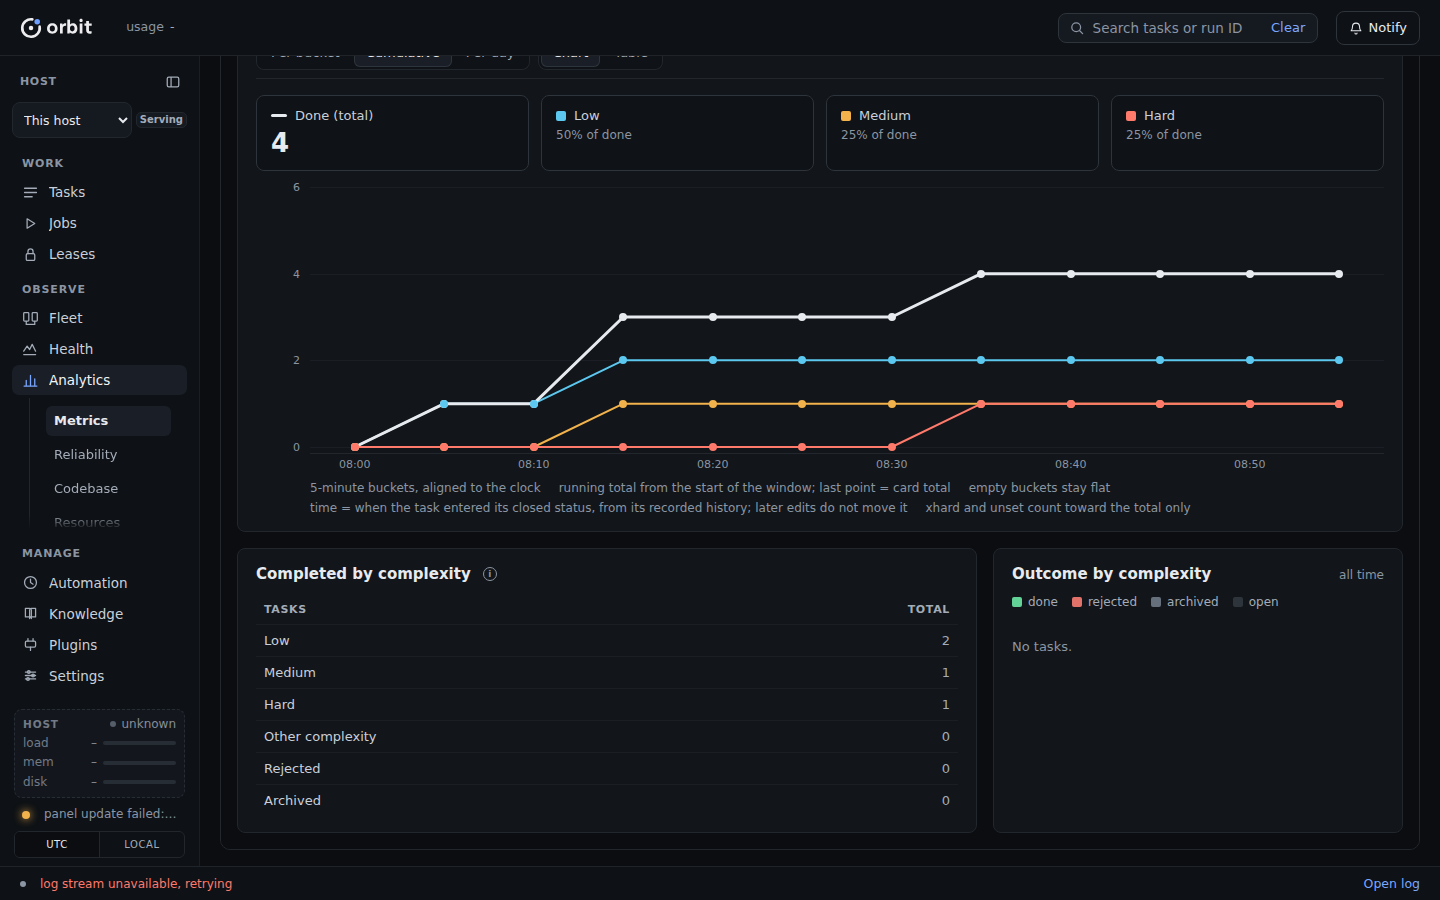 orbit
usage -
Search tasks or run ID
Clear
Notify
HOST
This host
Serving
WORK
Tasks
Jobs
Leases
OBSERVE
Fleet
Health
Analytics
Metrics
Reliability
Codebase
Resources
MANAGE
Automation
Knowledge
Plugins
Settings
HOST unknown
load –
mem –
disk –
panel update failed:...
UTC LOCAL
Done (total)
4
Low
50% of done
Medium
25% of done
Hard
25% of done
6
4
2
0
08:00 08:10 08:20 08:30 08:40 08:50
5-minute buckets, aligned to the clock running total from the start of the window; last point = card total empty buckets stay flat
time = when the task entered its closed status, from its recorded history; later edits do not move it xhard and unset count toward the total only
Completed by complexity
TASKS TOTAL
Low 2
Medium 1
Hard 1
Other complexity 0
Rejected 0
Archived 0
Outcome by complexity all time
done rejected archived open
No tasks.
log stream unavailable, retrying
Open log